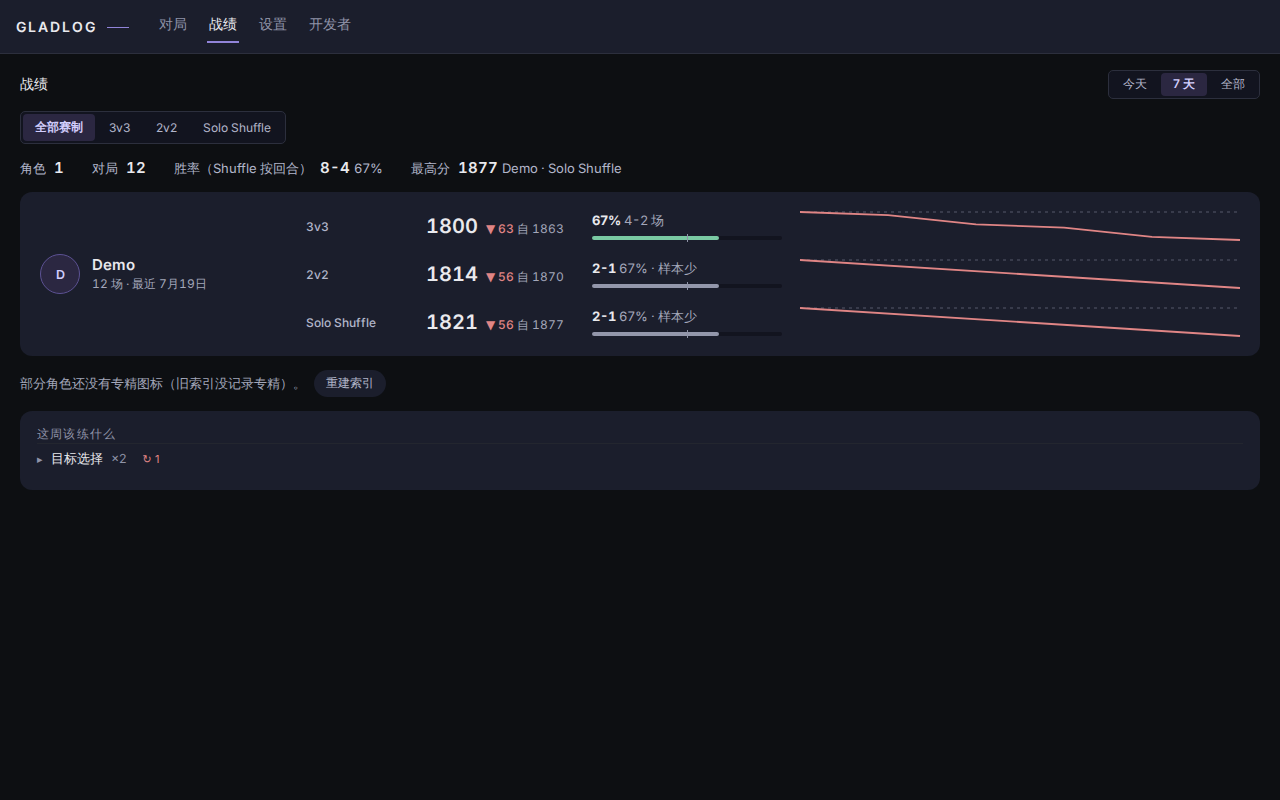 GLADLOG 对局 战绩 设置 开发者
战绩 今天 7 天 全部
全部赛制 3v3 2v2 Solo Shuffle
角色 1 对局 12 胜率（Shuffle 按回合） 8-4 67% 最高分 1877 Demo · Solo Shuffle
D
Demo
12 场 · 最近 7月19日
3v3 1800 ▼63 自 1863 67% 4-2 场
2v2 1814 ▼56 自 1870 2-1 67% · 样本少
Solo Shuffle 1821 ▼56 自 1877 2-1 67% · 样本少
部分角色还没有专精图标（旧索引没记录专精）。 重建索引
这周该练什么
▸ 目标选择 ×2 ↻ 1